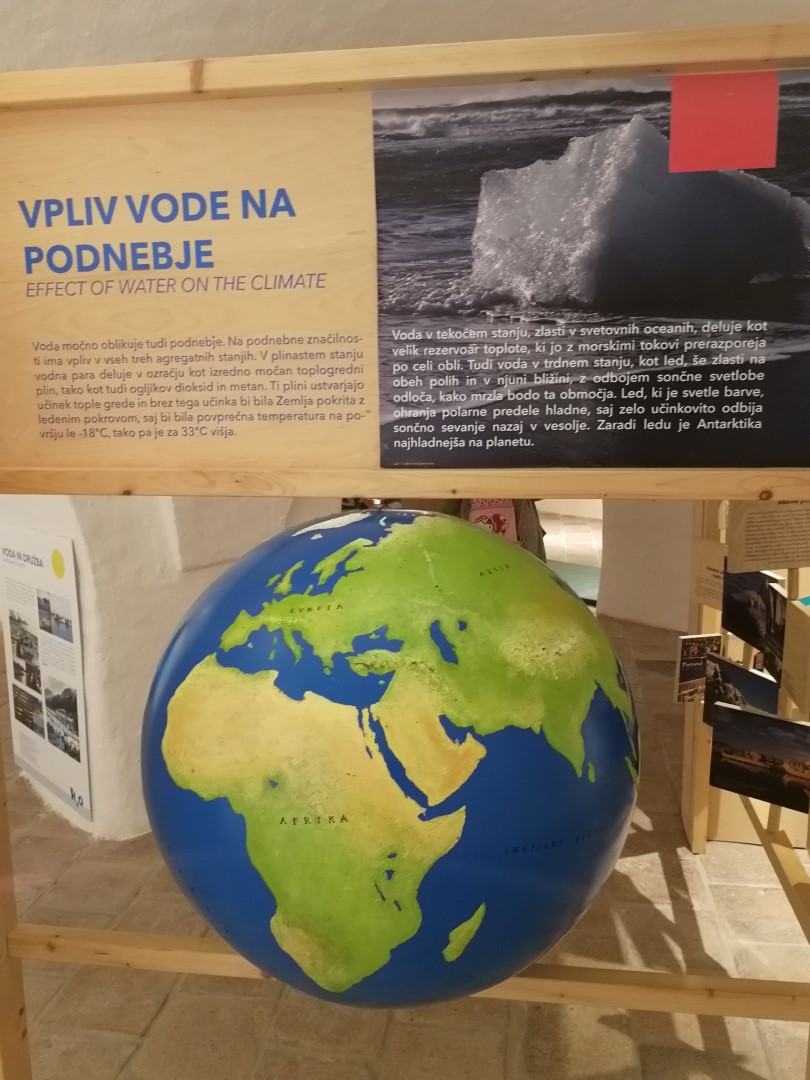 VPLIV VODE NA
PODNEBJE
EFFECT OF WATER ON THE CLIMATE
Voda močno oblikuje tudi podnebje. Na podnebne značilnos-
ti ima vpliv v vseh treh agregatnih stanjih. V plinastem stanju
vodna para deluje v ozračju kot izredno močan toplogredni
plin, tako kot tudi ogljikov dioksid in metan. Ti plini ustvarjajo
učinek tople grede in brez tega učinka bi bila Zemlja pokrita z
ledenim pokrovom, saj bi bila povprečna temperatura na po-
vršju le -18°C, tako pa je za 33°C višja.
Voda v tekočem stanju, zlasti v svetovnih oceanih, deluje kot
velik rezervoar toplote, ki jo z morskimi tokovi prerazporeja
po celi obli. Tudi voda v trdnem stanju, kot led, še zlasti na
obeh polih in v njuni bližini, z odbojem sončne svetlobe
odloča, kako mrzla bodo ta območja. Led, ki je svetle barve,
ohranja polarne predele hladne, saj zelo učinkovito odbija
sončno sevanje nazaj v vesolje. Zaradi ledu je Antarktika
najhladnejša na planetu.
VODA IN DRUŽBA
H2O
EVROPA
AZIJA
AFRIKA